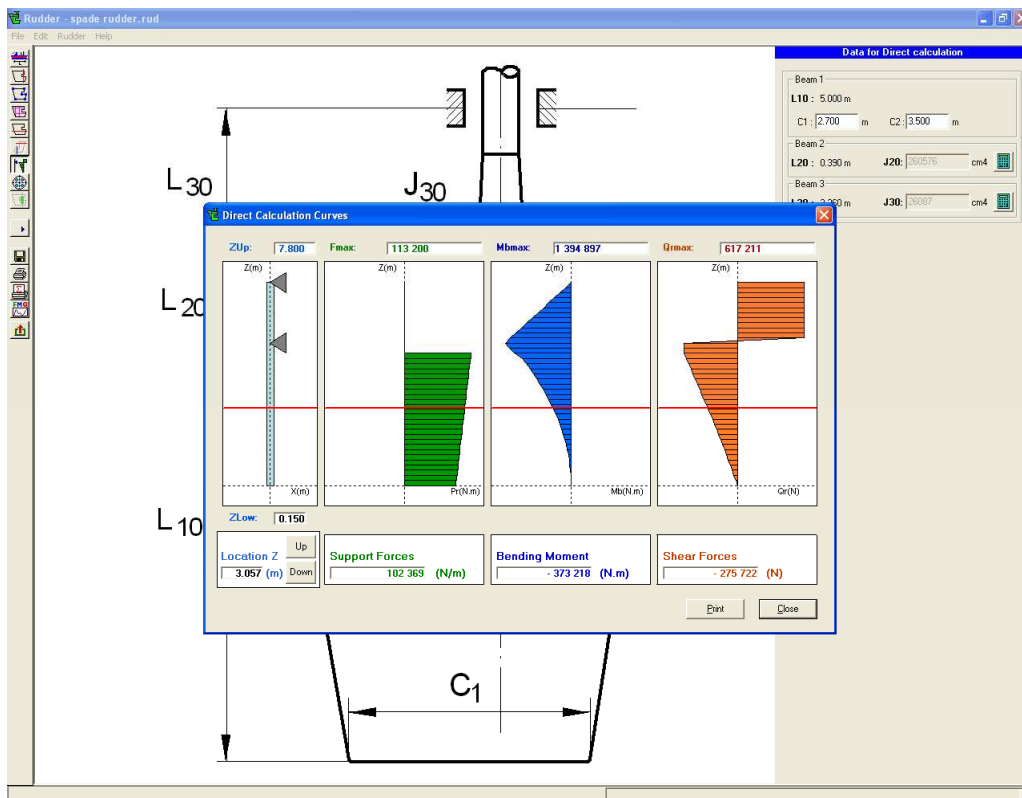 Rudder - spade rudder.rud
File Edit Rudder Help
Data for Direct calculation
Beam 1
L10 : 5.000 m
C1 : 2.700 m C2 : 3.500 m
Beam 2
L20 : 0.390 m J20: 260576 cm4
Beam 3
J30: 26087 cm4
L30
J30
L20
L10
C1
Direct Calculation Curves
ZUp: 7.800 Fmax: 113 200 Mbmax: 1 394 897 Qrmax: 617 211
Z(m) Z(m) Z(m) Z(m)
X(m) Pr(N.m) Mb(N.m) Qr(N)
ZLow: 0.150
Location Z Up
3.057 (m) Down
Support Forces
102 369 (N/m)
Bending Moment
- 373 218 (N.m)
Shear Forces
- 275 722 (N)
Print Close